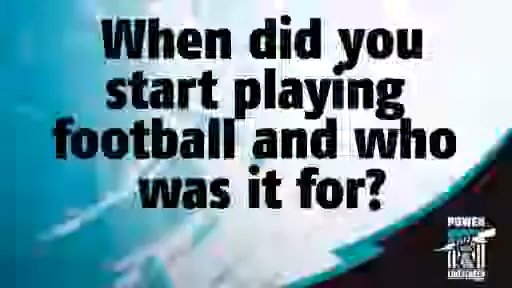 When did you
start playing
football and who
was it for?
POWER